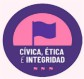 CÍVICA, ÉTICA
E INTEGRIDAD